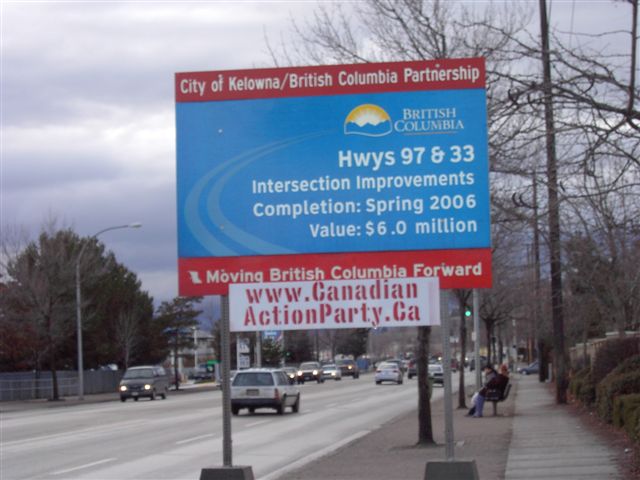 City of Kelowna/British Columbia Partnership
BRITISH
COLUMBIA
Hwys 97 & 33
Intersection Improvements
Completion: Spring 2006
Value: $6.0 million
Moving British Columbia Forward
www.Canadian
ActionParty.Ca